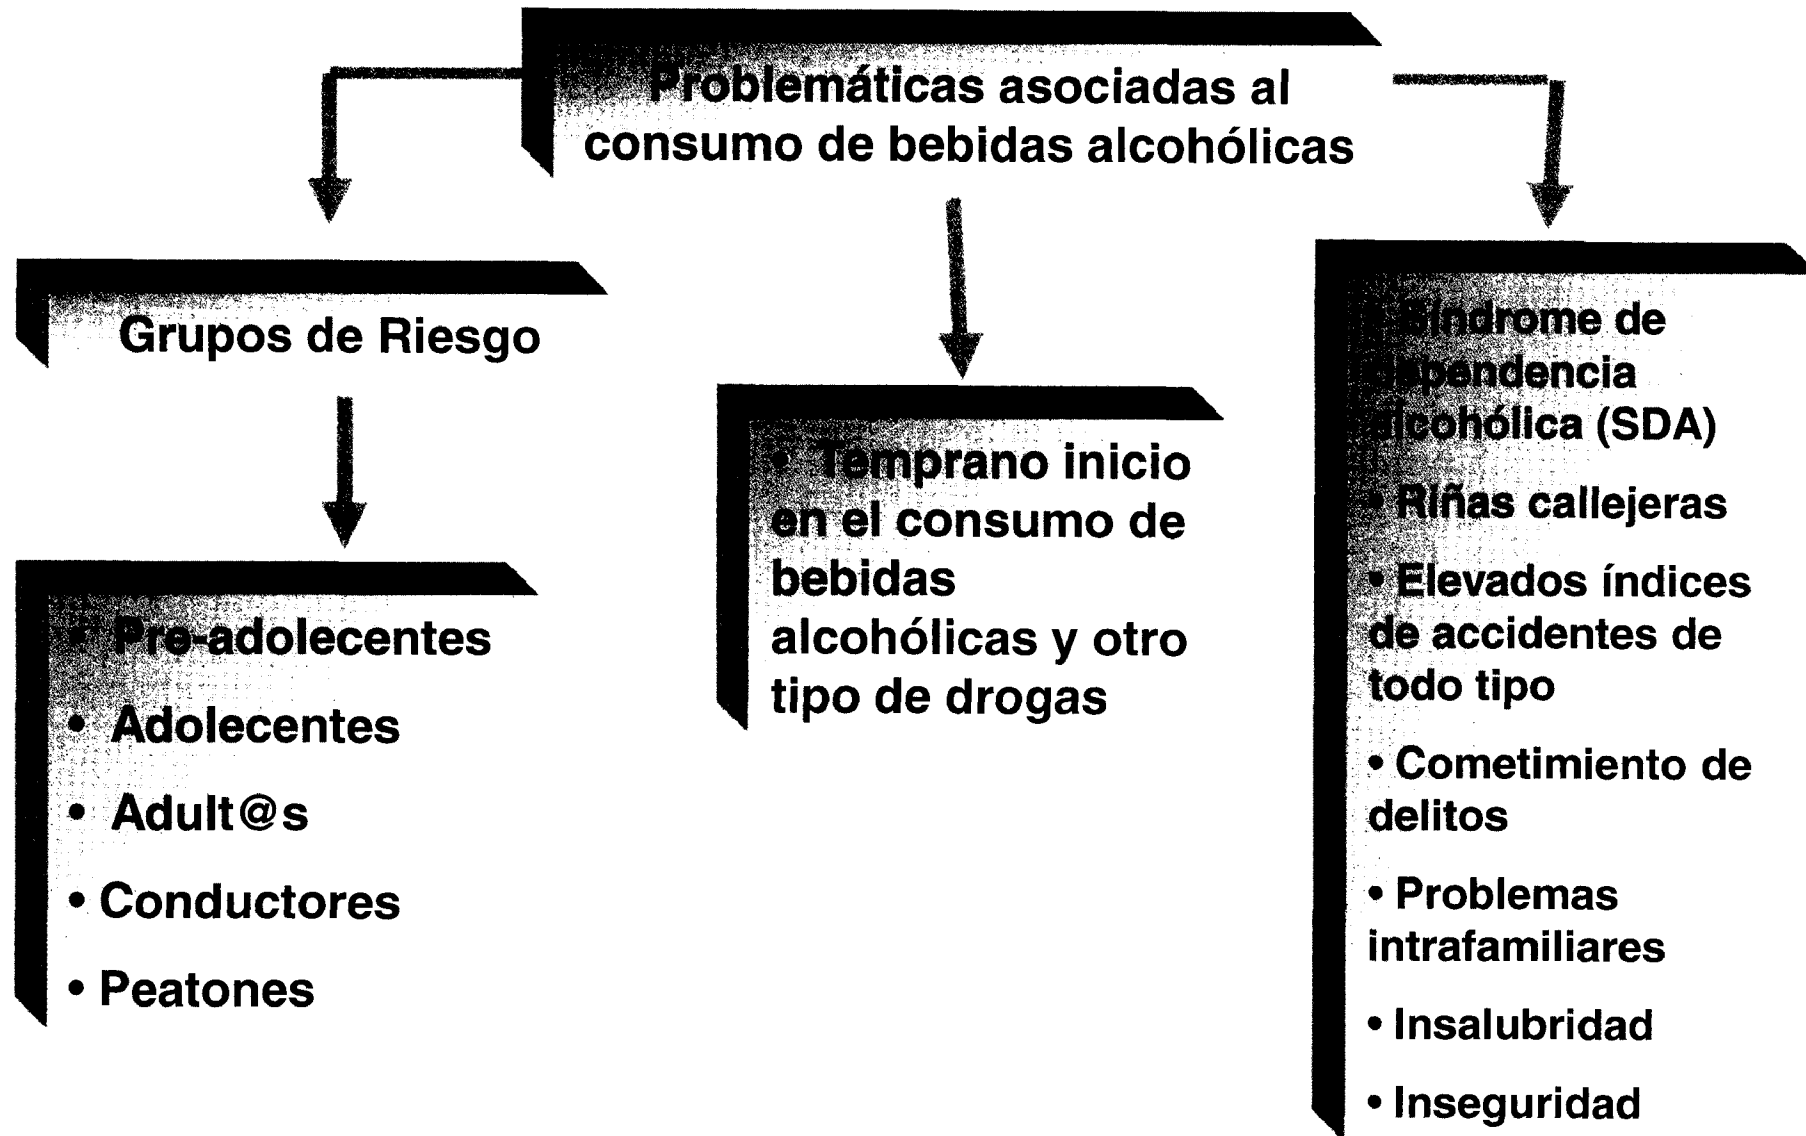 Problemáticas asociadas al
consumo de bebidas alcohólicas
Grupos de Riesgo
• Pre-adolecentes
• Adolecentes
• Adult@s
• Conductores
• Peatones
• Temprano inicio
en el consumo de
bebidas
alcohólicas y otro
tipo de drogas
• Síndrome de
dependencia
alcohólica (SDA)
• Riñas callejeras
• Elevados índices
de accidentes de
todo tipo
• Cometimiento de
delitos
• Problemas
intrafamiliares
• Insalubridad
• Inseguridad